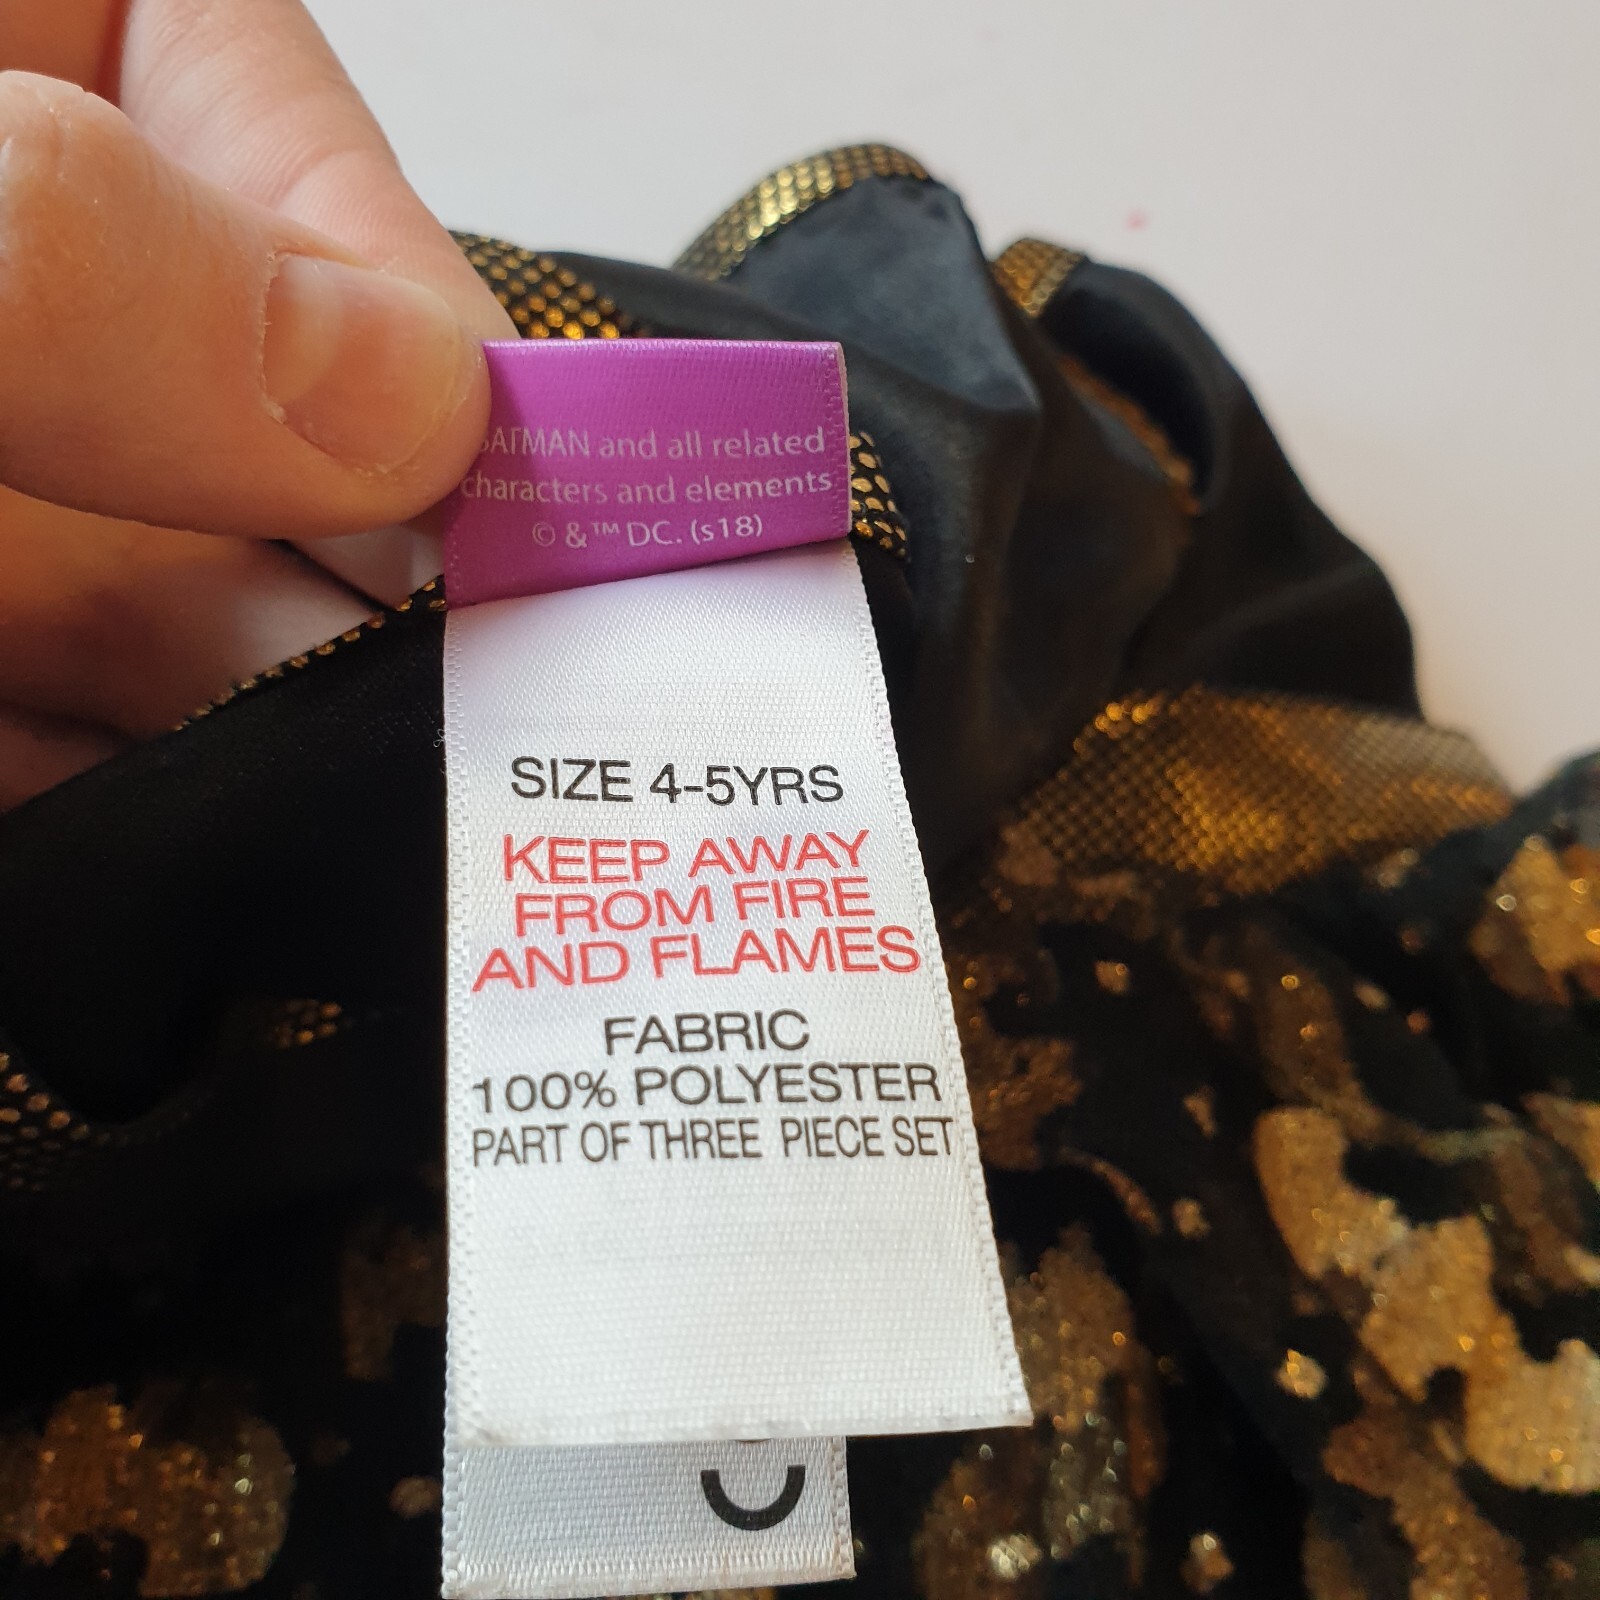 BATMAN and all related
characters and elements
© & ™ DC. (s18)
SIZE 4-5YRS
KEEP AWAY
FROM FIRE
AND FLAMES
FABRIC
100% POLYESTER
PART OF THREE PIECE SET